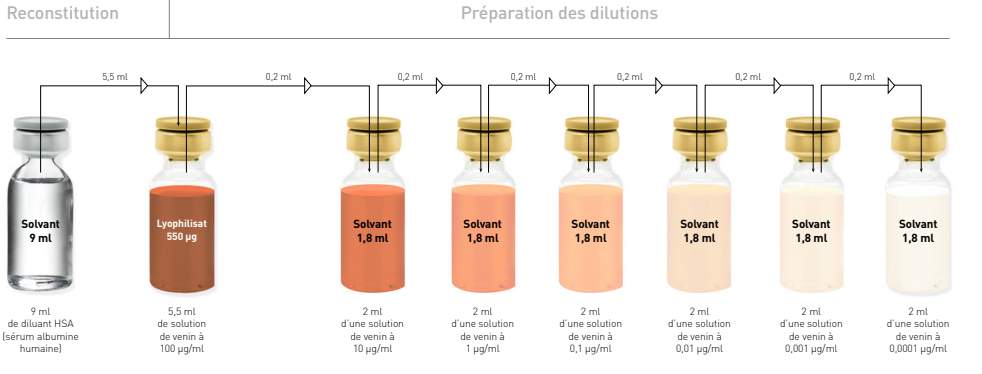 Reconstitution
Préparation des dilutions
5,5 ml
0,2 ml
0,2 ml
0,2 ml
0,2 ml
0,2 ml
0,2 ml
Solvant
9 ml
Lyophilisat
550 µg
Solvant
1,8 ml
Solvant
1,8 ml
Solvant
1,8 ml
Solvant
1,8 ml
Solvant
1,8 ml
Solvant
1,8 ml
9 ml
de diluant HSA
(sérum albumine
humaine)
5,5 ml
de solution
de venin à
100 µg/ml
2 ml
d'une solution
de venin à
10 µg/ml
2 ml
d'une solution
de venin à
1 µg/ml
2 ml
d'une solution
de venin à
0,1 µg/ml
2 ml
d'une solution
de venin à
0,01 µg/ml
2 ml
d'une solution
de venin à
0,001 µg/ml
2 ml
d'une solution
de venin à
0,0001 µg/ml